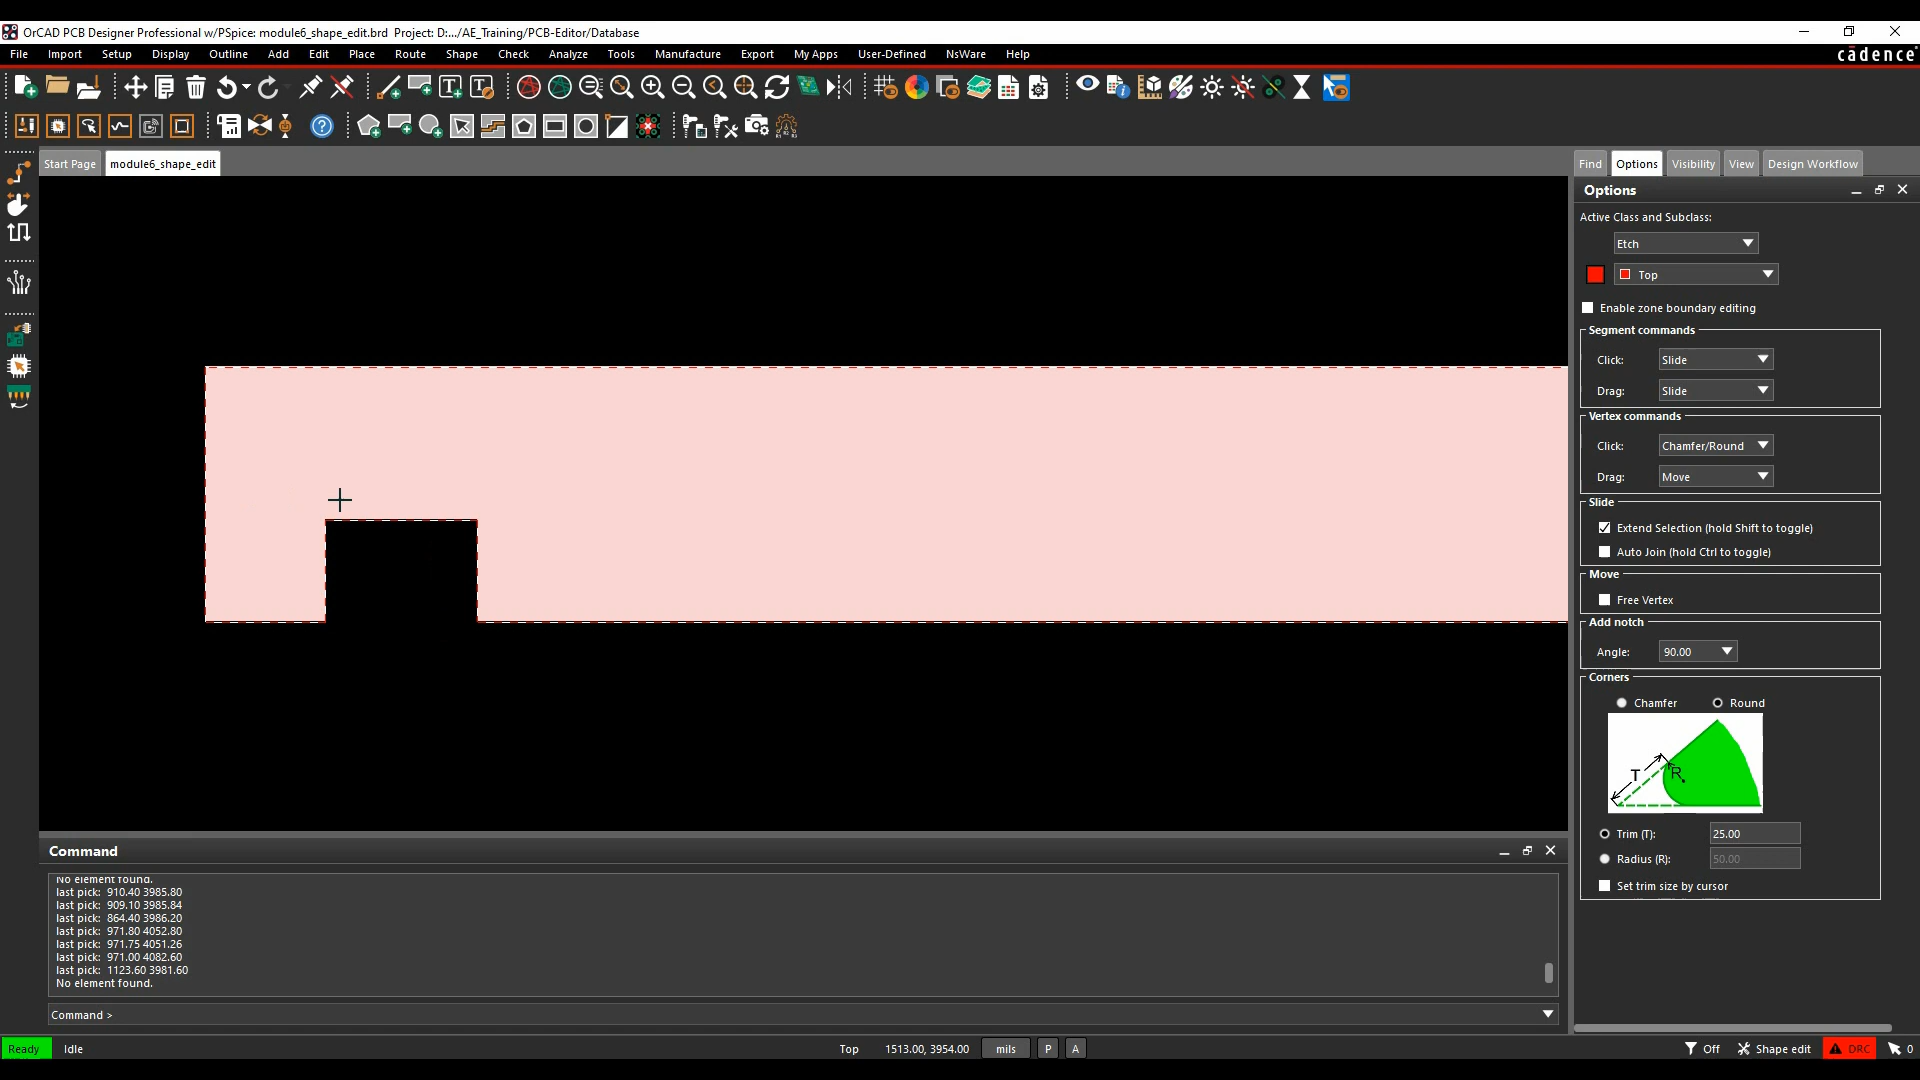 OrCAD PCB Designer Professional w/PSpice: module6_shape_edit.brd  Project: D:.../AE_Training/PCB-Editor/Database
File Import Setup Display Outline Add Edit Place Route Shape Check Analyze Tools Manufacture Export My Apps User-Defined NsWare Help
cādence
Start Page module6_shape_edit
Find Options Visibility View Design Workflow
Options
Active Class and Subclass:
Etch
Top
Enable zone boundary editing
Segment commands
Click: Slide
Drag: Slide
Vertex commands
Click: Chamfer/Round
Drag: Move
Slide
Extend Selection (hold Shift to toggle)
Auto Join (hold Ctrl to toggle)
Move
Free Vertex
Add notch
Angle: 90.00
Corners
Chamfer Round
T R
Trim (T): 25.00
Radius (R): 50.00
Set trim size by cursor
Command
No element found.
last pick:  910.40 3985.80
last pick:  909.10 3985.84
last pick:  864.40 3986.20
last pick:  971.80 4052.80
last pick:  971.75 4051.26
last pick:  971.00 4082.60
last pick:  1123.60 3981.60
No element found.
Command >
Ready Idle Top 1513.00, 3954.00 mils P A Off Shape edit DRC 0